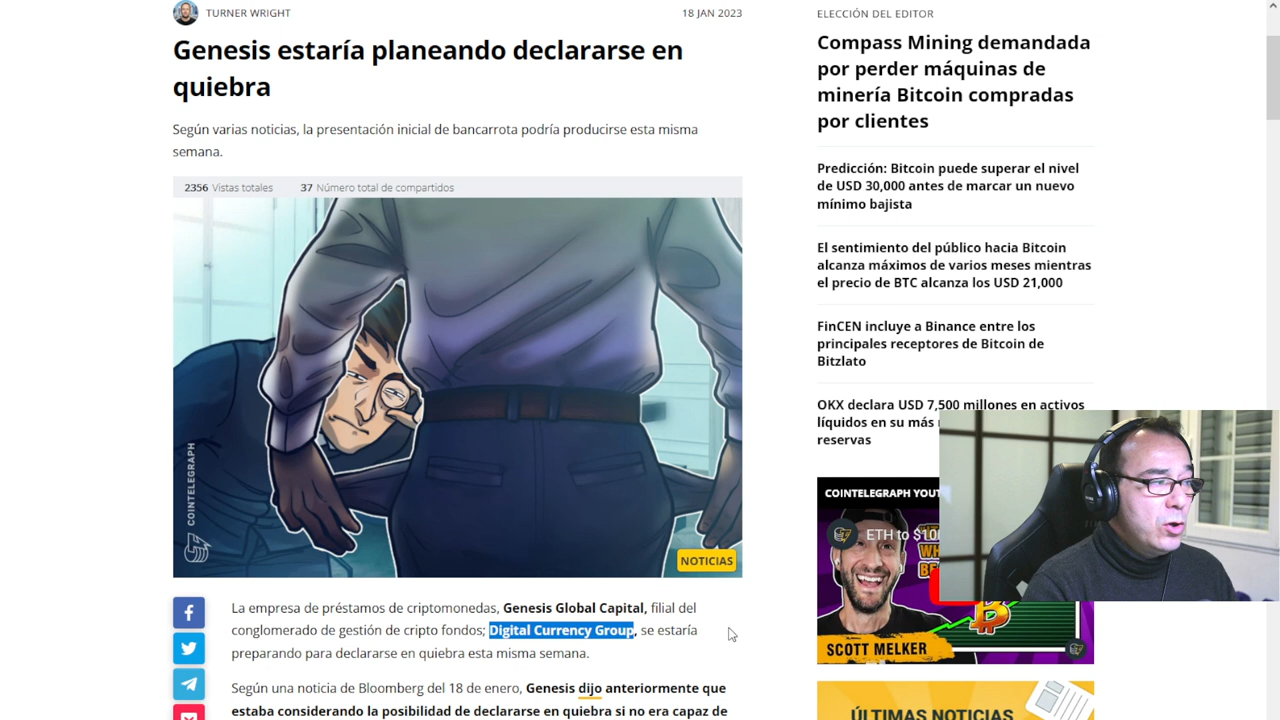 TURNER WRIGHT
18 JAN 2023
Genesis estaría planeando declararse en
quiebra
Según varias noticias, la presentación inicial de bancarrota podría producirse esta misma
semana.
2356 Vistas totales
37 Número total de compartidos
COINTELEGRAPH
NOTICIAS
La empresa de préstamos de criptomonedas, Genesis Global Capital, filial del
conglomerado de gestión de cripto fondos; Digital Currency Group, se estaría
preparando para declararse en quiebra esta misma semana.
Según una noticia de Bloomberg del 18 de enero, Genesis dijo anteriormente que
estaba considerando la posibilidad de declararse en quiebra si no era capaz de
ELECCIÓN DEL EDITOR
Compass Mining demandada
por perder máquinas de
minería Bitcoin compradas
por clientes
Predicción: Bitcoin puede superar el nivel
de USD 30,000 antes de marcar un nuevo
mínimo bajista
El sentimiento del público hacia Bitcoin
alcanza máximos de varios meses mientras
el precio de BTC alcanza los USD 21,000
FinCEN incluye a Binance entre los
principales receptores de Bitcoin de
Bitzlato
OKX declara USD 7,500 millones en activos
líquidos en su más
reservas
COINTELEGRAPH
ETH to
SCOTT MELKER
ÚLTIMAS NOTICIAS